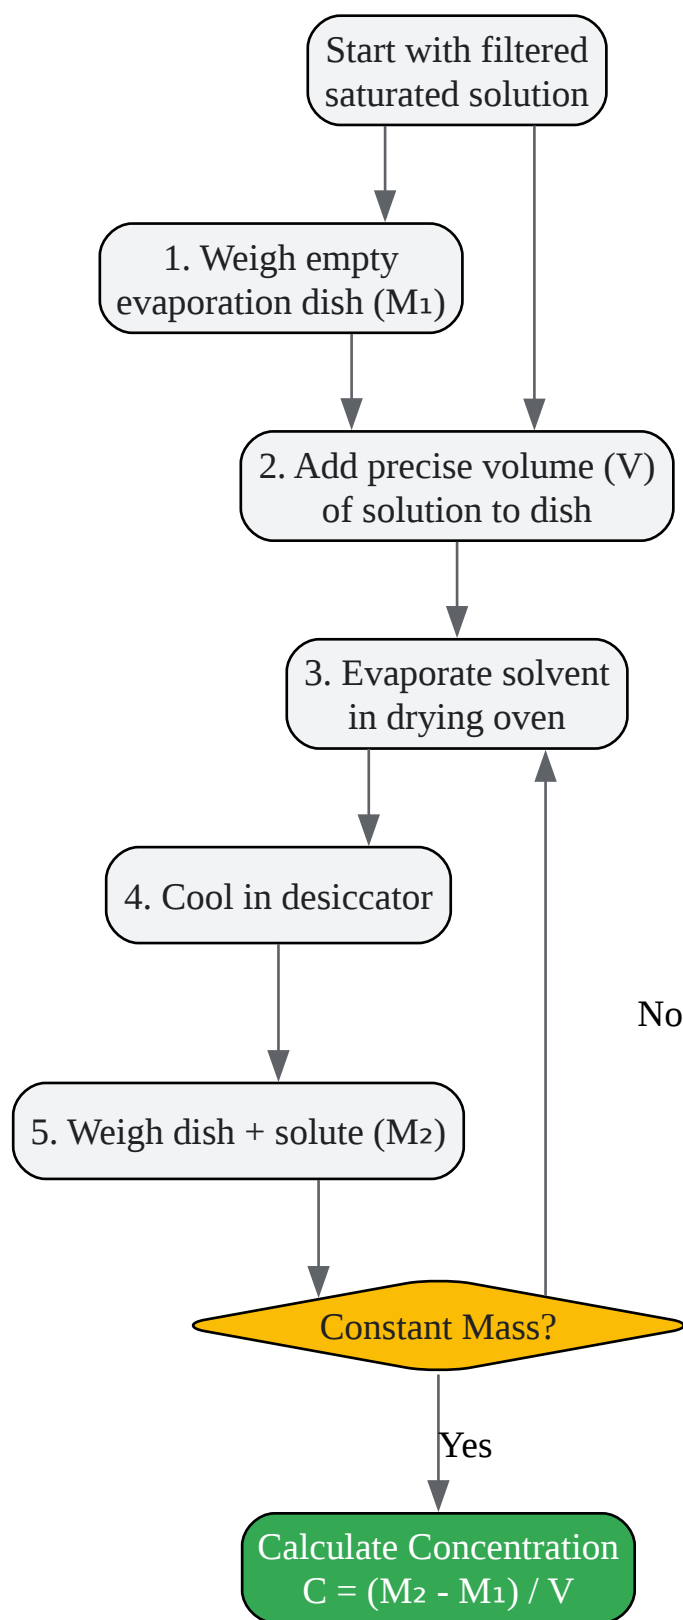 Start with filtered
saturated solution
1. Weigh empty
evaporation dish (M₁)
2. Add precise volume (V)
of solution to dish
3. Evaporate solvent
in drying oven
4. Cool in desiccator
No
5. Weigh dish + solute (M₂)
Constant Mass?
Yes
Calculate Concentration
C = (M₂ - M₁) / V